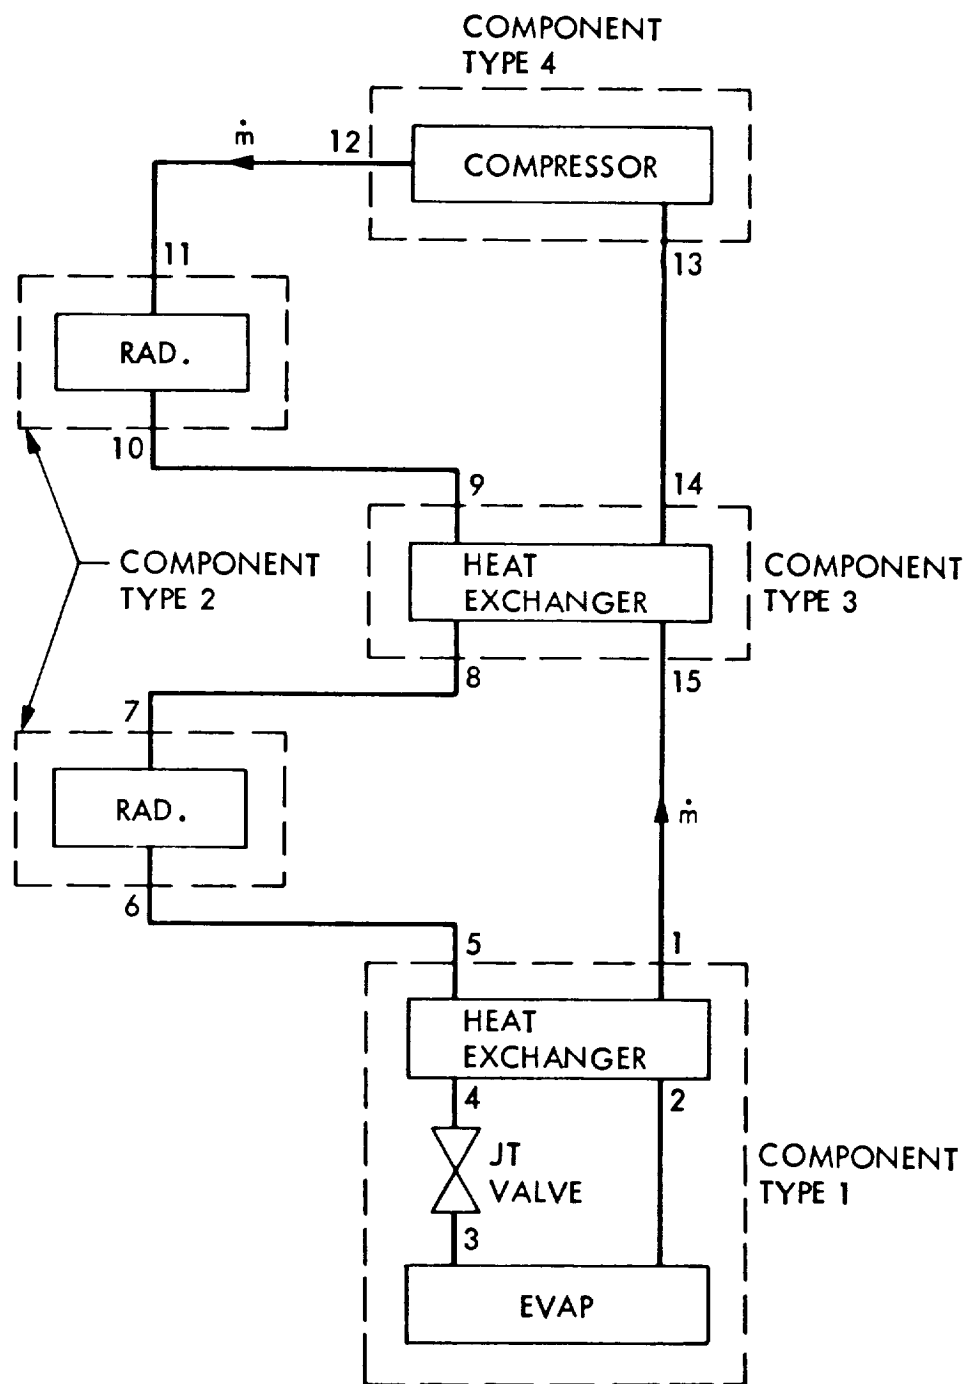 COMPONENT
TYPE 4
ṁ
12
COMPRESSOR
11
13
RAD.
10
9
14
COMPONENT
TYPE 2
HEAT
EXCHANGER
COMPONENT
TYPE 3
8
15
7
RAD.
ṁ
6
5
1
HEAT
EXCHANGER
4
2
JT
VALVE
COMPONENT
TYPE 1
3
EVAP